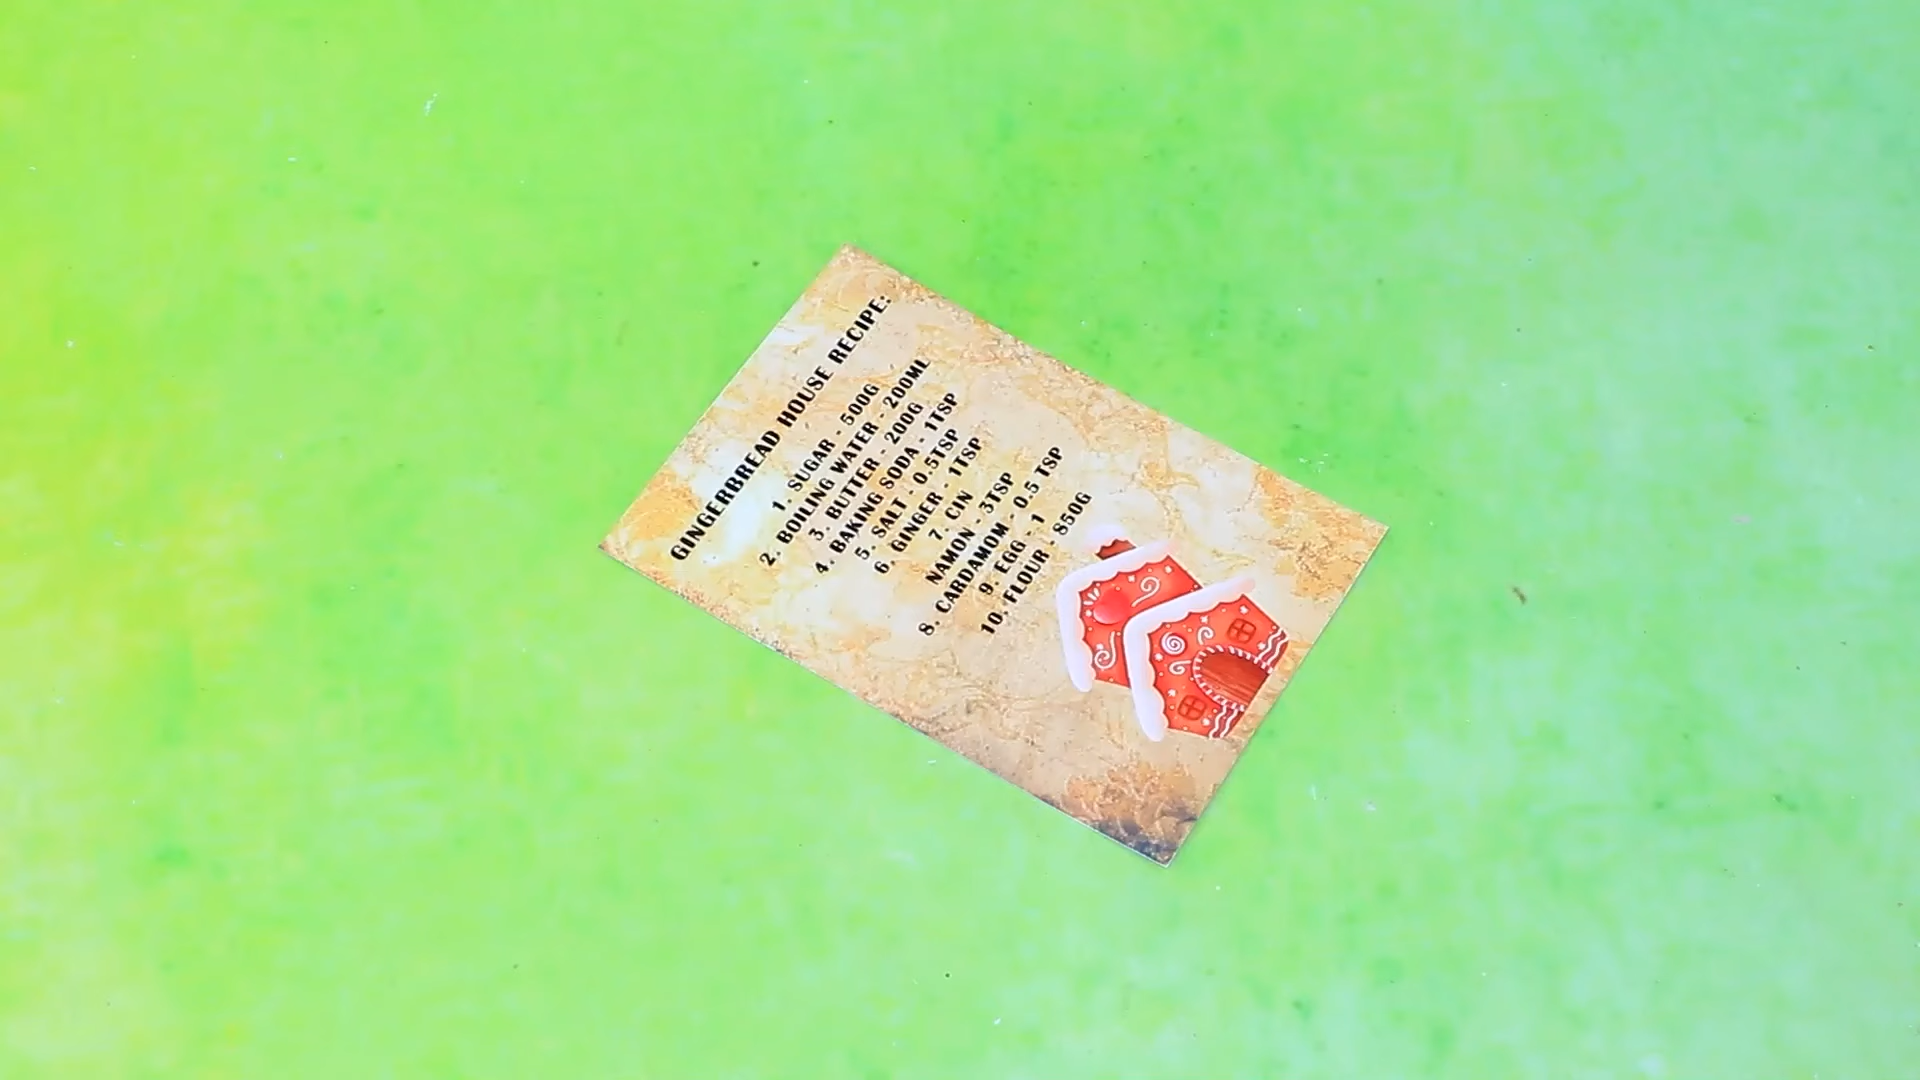 GINGERBREAD HOUSE RECIPE:
1. SUGAR - 500G
2. BOILING WATER - 200ML
3. BUTTER - 200G
4. BAKING SODA - 1TSP
5. SALT - 0.5TSP
6. GINGER - 1TSP
7. CIN
NAMON - 3TSP
8. CARDAMOM - 0.5 TSP
9. EGG - 1
10. FLOUR - 850G